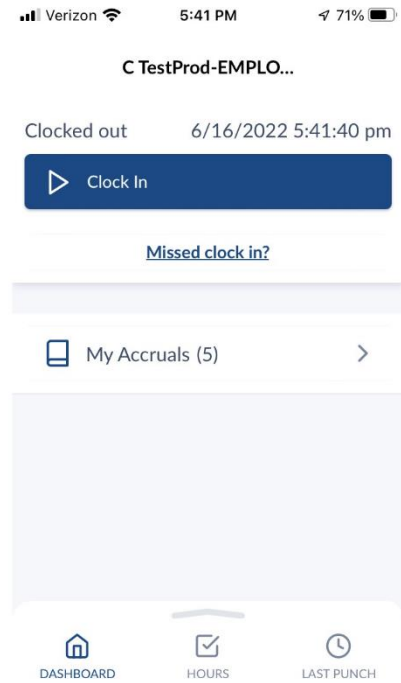 Verizon 5:41 PM 71%
C TestProd-EMPLO...
Clocked out 6/16/2022 5:41:40 pm
Clock In
Missed clock in?
My Accruals (5)
DASHBOARD HOURS LAST PUNCH